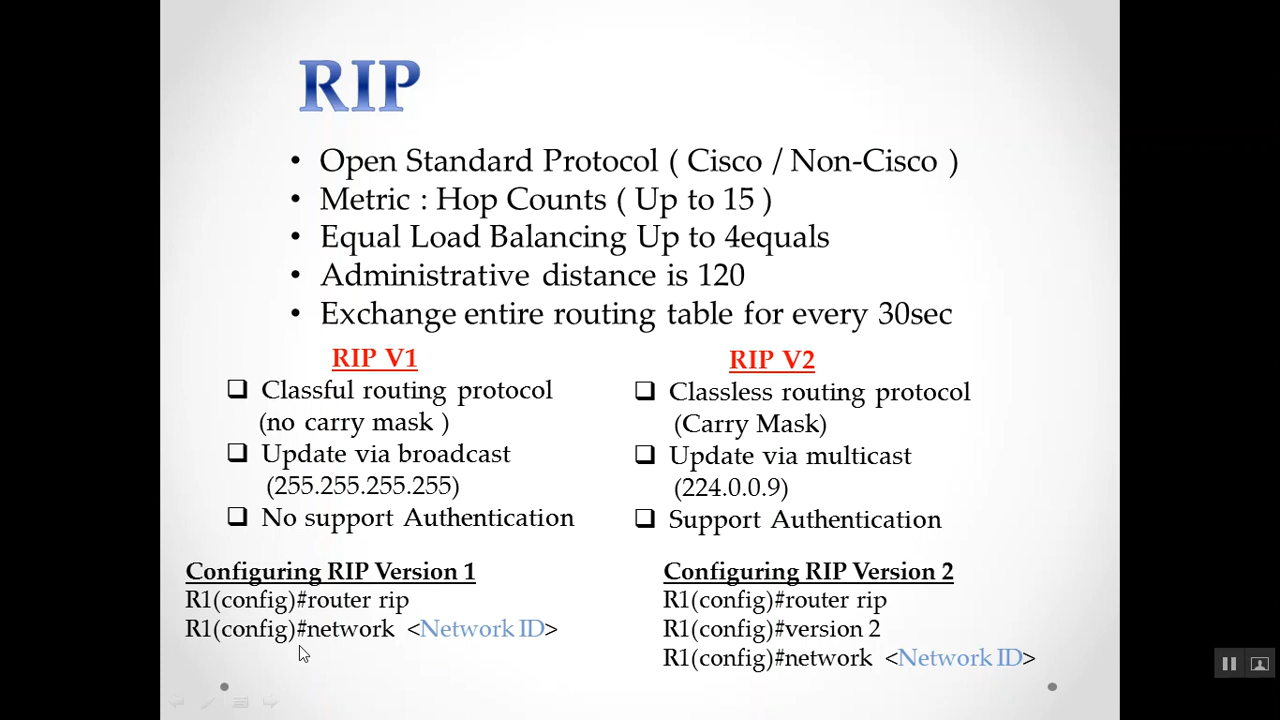 RIP
• Open Standard Protocol ( Cisco / Non-Cisco )
• Metric : Hop Counts ( Up to 15 )
• Equal Load Balancing Up to 4equals
• Administrative distance is 120
• Exchange entire routing table for every 30sec
RIP V1
❑ Classful routing protocol
(no carry mask )
❑ Update via broadcast
(255.255.255.255)
❑ No support Authentication
RIP V2
❑ Classless routing protocol
(Carry Mask)
❑ Update via multicast
(224.0.0.9)
❑ Support Authentication
Configuring RIP Version 1
R1(config)#router rip
R1(config)#network <Network ID>
Configuring RIP Version 2
R1(config)#router rip
R1(config)#version 2
R1(config)#network <Network ID>